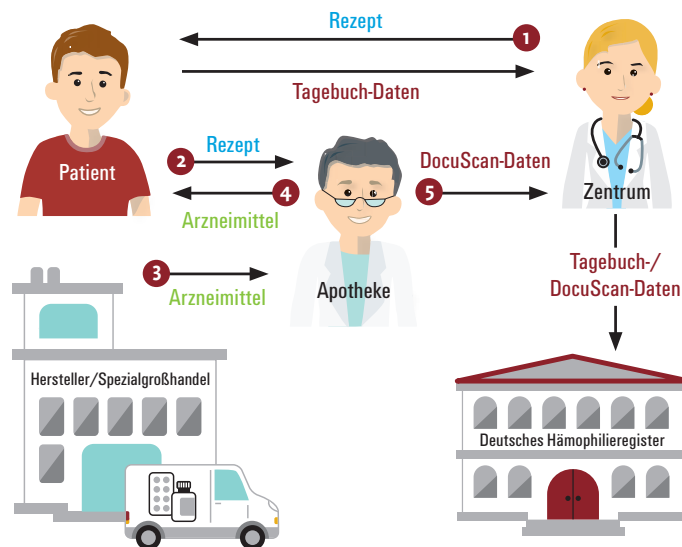 Rezept
1
Tagebuch-Daten
2
Rezept
DocuScan-Daten
Patient
4
5
Zentrum
Arzneimittel
3
Arzneimittel
Apotheke
Tagebuch-/
DocuScan-Daten
Hersteller/Spezialgroßhandel
Deutsches Hämophilieregister